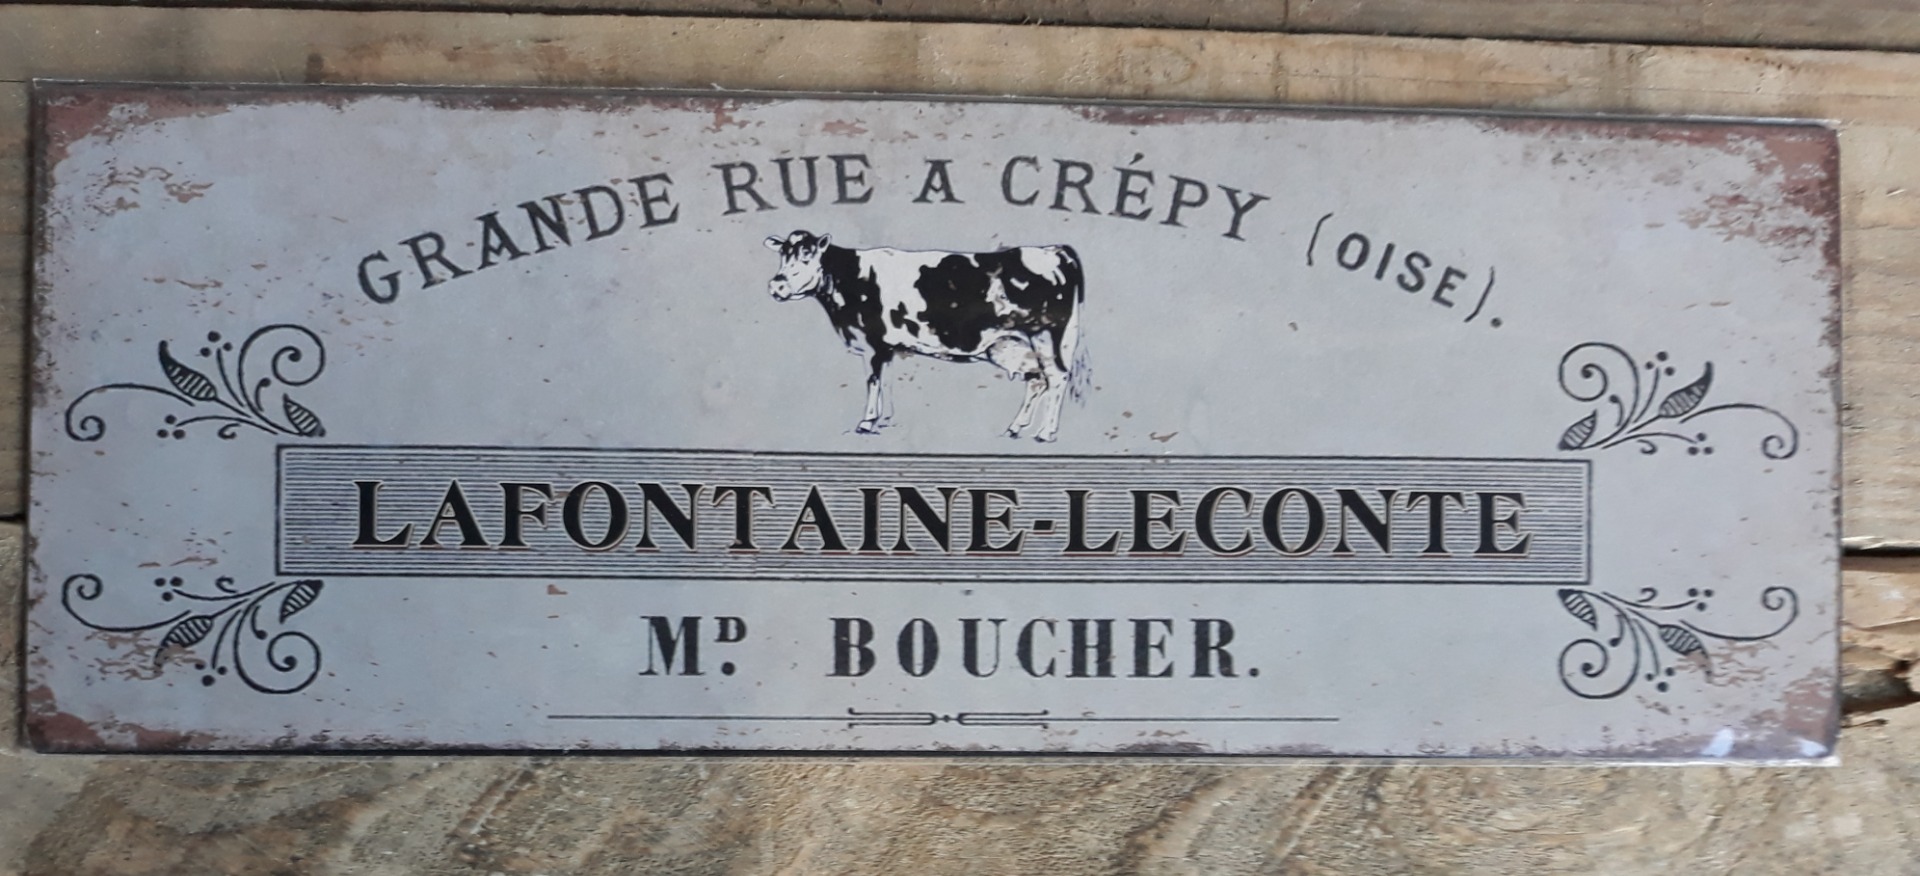 GRANDE RUE A CRÉPY (OISE).
LAFONTAINE-LECONTE
MD. BOUCHER.